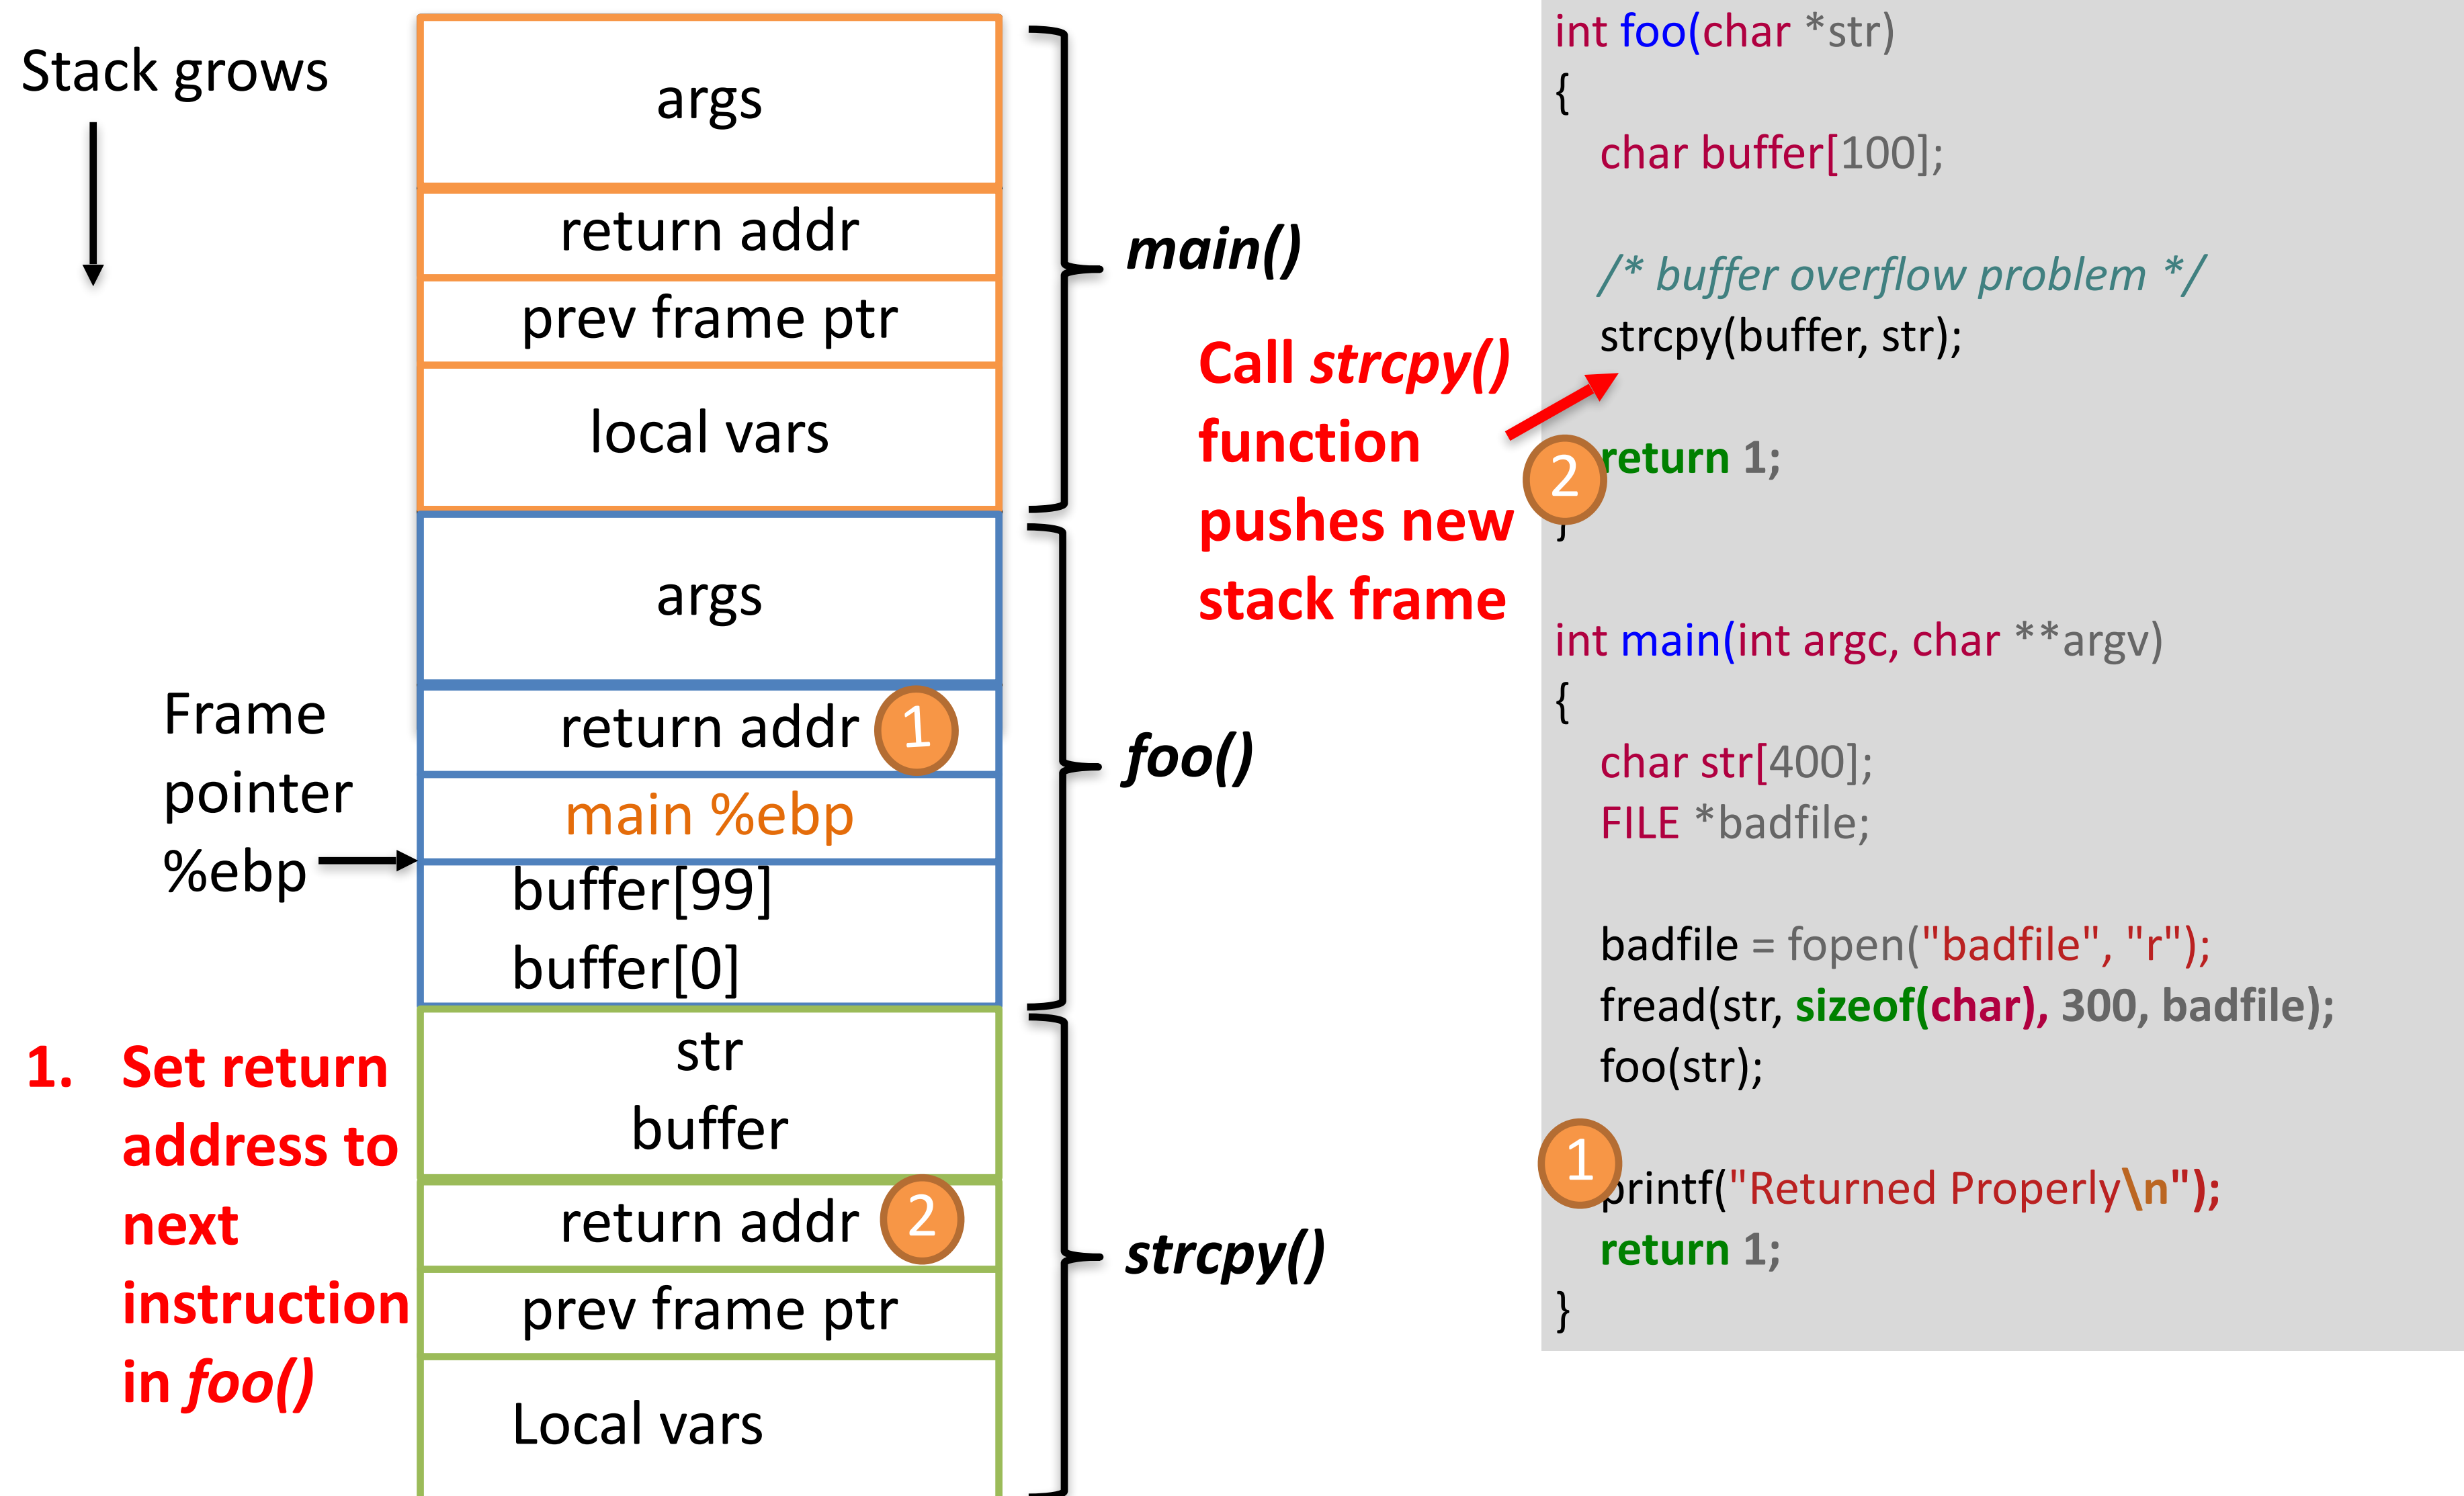 Stack grows
args
return addr
prev frame ptr
local vars
main()
args
return addr 1
main %ebp
buffer[99]
buffer[0]
foo()
Frame
pointer
%ebp
str
buffer
return addr 2
prev frame ptr
Local vars
strcpy()
1. Set return
address to
next
instruction
in foo()
Call strcpy()
function
pushes new
stack frame
int foo(char *str)
{
char buffer[100];
/* buffer overflow problem */
strcpy(buffer, str);
2 return 1;
}
int main(int argc, char **argv)
{
char str[400];
FILE *badfile;
badfile = fopen("badfile", "r");
fread(str, sizeof(char), 300, badfile);
foo(str);
1 printf("Returned Properly\n");
return 1;
}